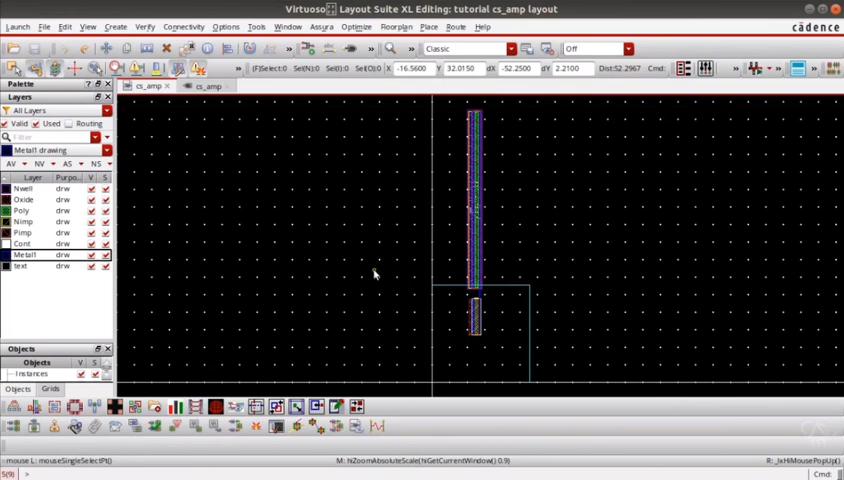 Virtuoso Layout Suite XL Editing: tutorial cs_amp layout
Launch File Edit View Create Verify Connectivity Options Tools Window Assura Optimize Floorplan Place Route Help
cādence
Classic Off
(F)Select:0 Sel(N):0 Sel(I):0 Sel(O):0 X -16.5600 Y 32.0150 dX -52.2500 dY 2.2100 Dist:52.2967 Cmd:
Palette
cs_amp cs_amp
Layers
All Layers
Valid Used Routing
Filter
Metal1 drawing
AV NV AS NS
Layer Purpo... V S
Nwell drw
Oxide drw
Poly drw
Nimp drw
Pimp drw
Cont drw
Metal1 drw
text drw
Objects
Objects V S
Instances
Objects Grids
mouse L: mouseSingleSelectPt() M: hiZoomAbsoluteScale(hiGetCurrentWindow() 0.9) R: _lxHiMousePopUp()
5(9) > Cmd: